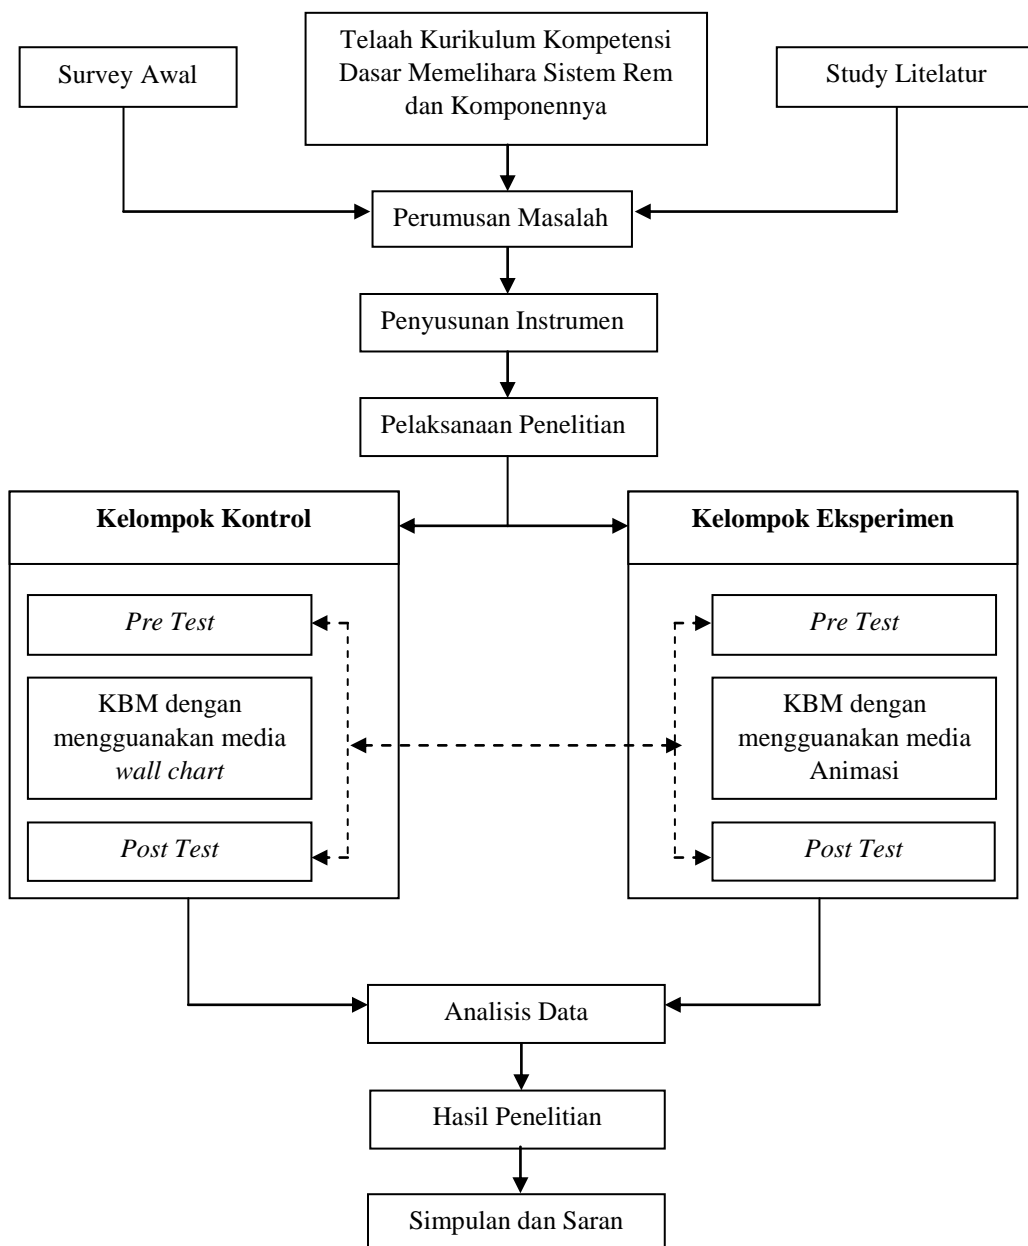 Survey Awal
Telaah Kurikulum Kompetensi
Dasar Memelihara Sistem Rem
dan Komponennya
Study Litelatur
Perumusan Masalah
Penyusunan Instrumen
Pelaksanaan Penelitian
Kelompok Kontrol
Pre Test
KBM dengan
mengguanakan media
wall chart
Post Test
Kelompok Eksperimen
Pre Test
KBM dengan
mengguanakan media
Animasi
Post Test
Analisis Data
Hasil Penelitian
Simpulan dan Saran